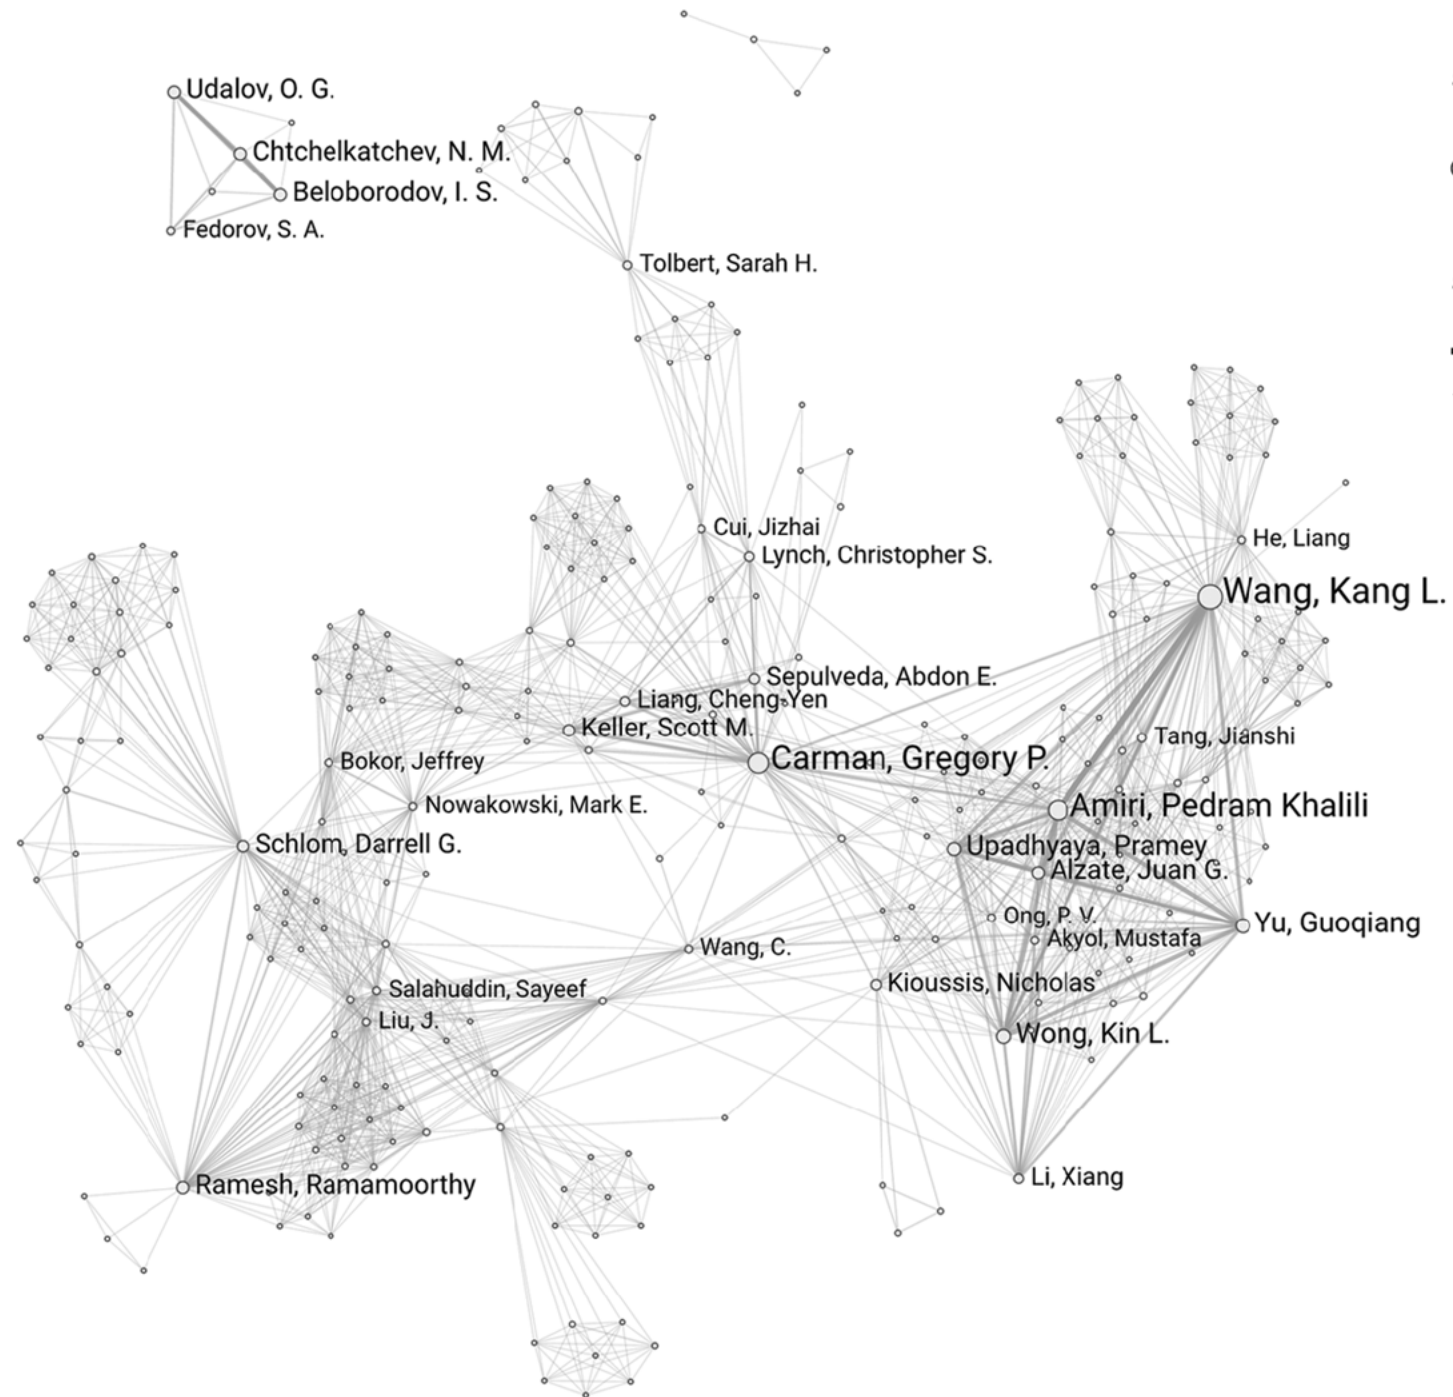 Udalov, O. G.
Chtchelkatchev, N. M.
Beloborodov, I. S.
Fedorov, S. A.
Tolbert, Sarah H.
Cui, Jizhai
He, Liang
Lynch, Christopher S.
Wang, Kang L.
Sepulveda, Abdon E.
Liang, Cheng-Yen
Keller, Scott M.
Tang, Jianshi
Carman, Gregory P.
Bokor, Jeffrey
Nowakowski, Mark E.
Amiri, Pedram Khalili
Schlom, Darrell G.
Upadhyaya, Pramey
Alzate, Juan G.
Ong, P. V.
Yu, Guoqiang
Akyol, Mustafa
Wang, C.
Kioussis, Nicholas
Salahuddin, Sayeef
Liu, J.
Wong, Kin L.
Li, Xiang
Ramesh, Ramamoorthy